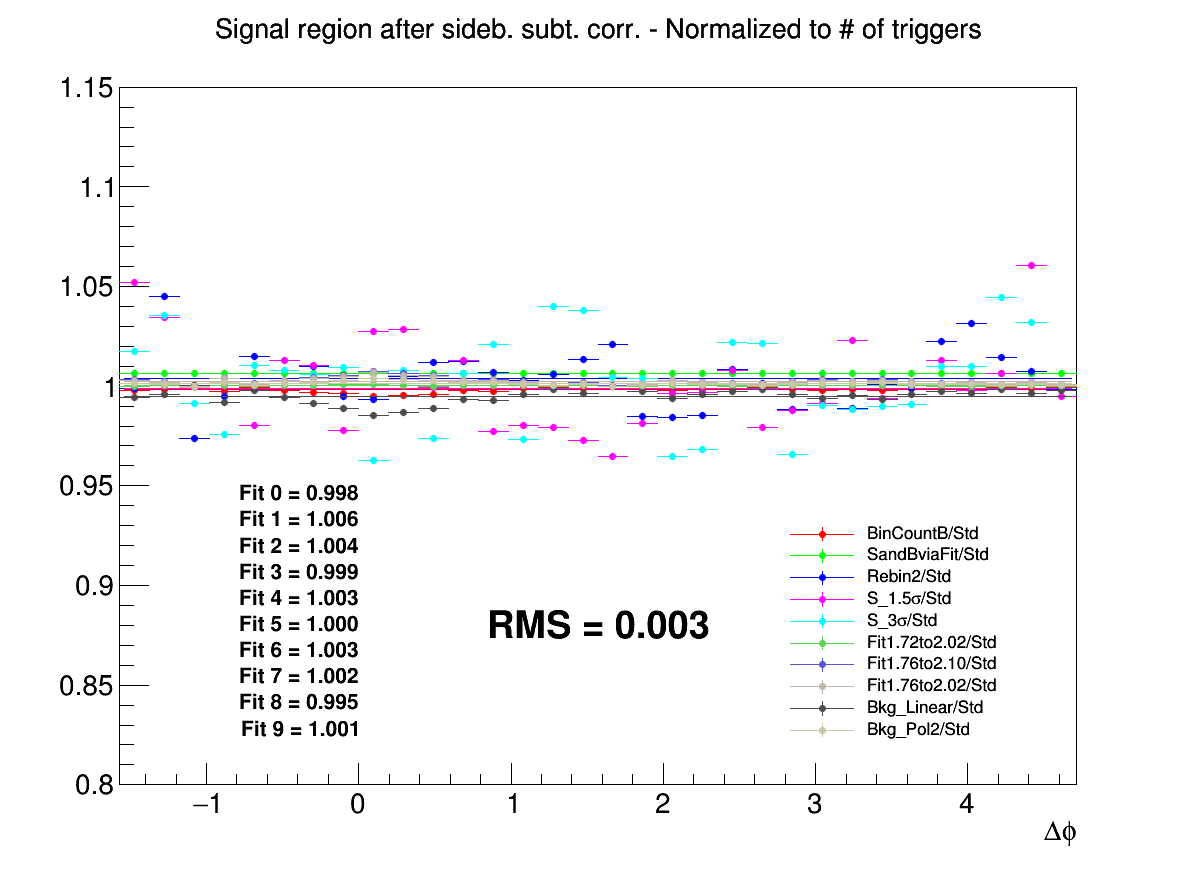 Signal region after sideb. subt. corr. - Normalized to # of triggers
1.15
1.1
1.05
1
0.95
0.9
0.85
0.8
Fit 0 = 0.998
Fit 1 = 1.006
Fit 2 = 1.004
Fit 3 = 0.999
Fit 4 = 1.003
Fit 5 = 1.000
Fit 6 = 1.003
Fit 7 = 1.002
Fit 8 = 0.995
Fit 9 = 1.001
RMS = 0.003
BinCountB/Std
SandBviaFit/Std
Rebin2/Std
S_1.5σ/Std
S_3σ/Std
Fit1.72to2.02/Std
Fit1.76to2.10/Std
Fit1.76to2.02/Std
Bkg_Linear/Std
Bkg_Pol2/Std
−1 0 1 2 3 4
Δϕ